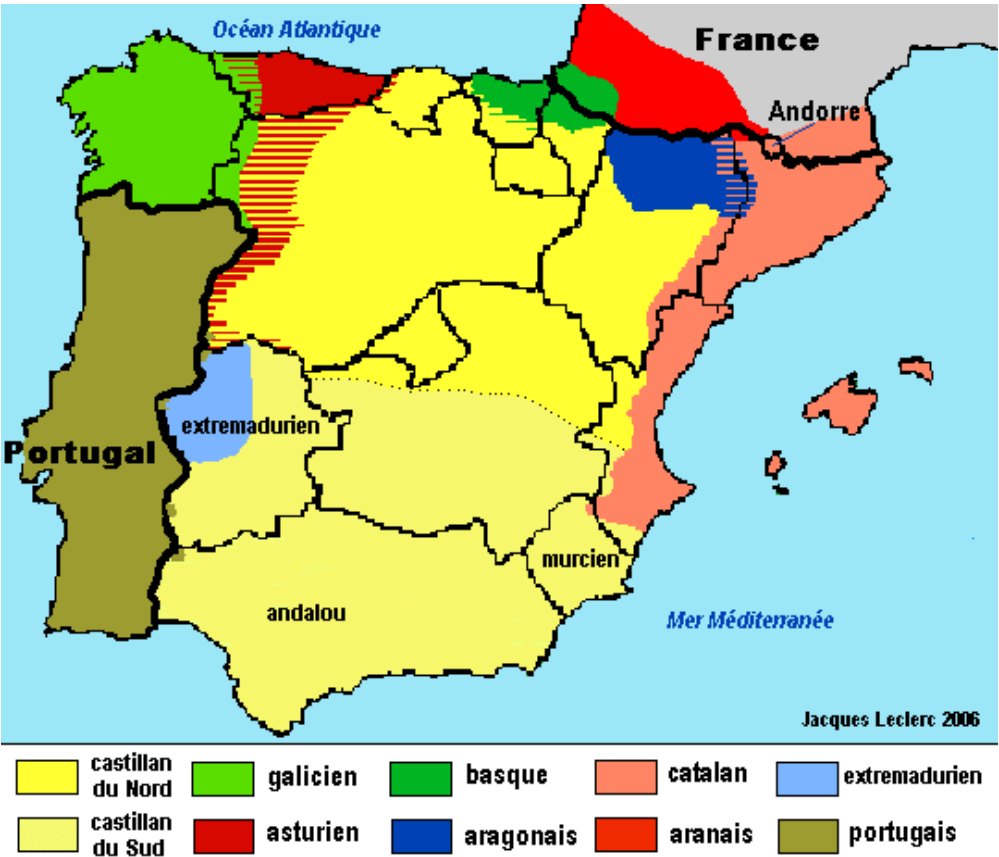 Océan Atlantique
France
Andorre
extremadurien
Portugal
murcien
andalou
Mer Méditerranée
Jacques Leclerc 2006
castillan
du Nord
galicien
basque
catalan
extremadurien
castillan
du Sud
asturien
aragonais
aranais
portugais